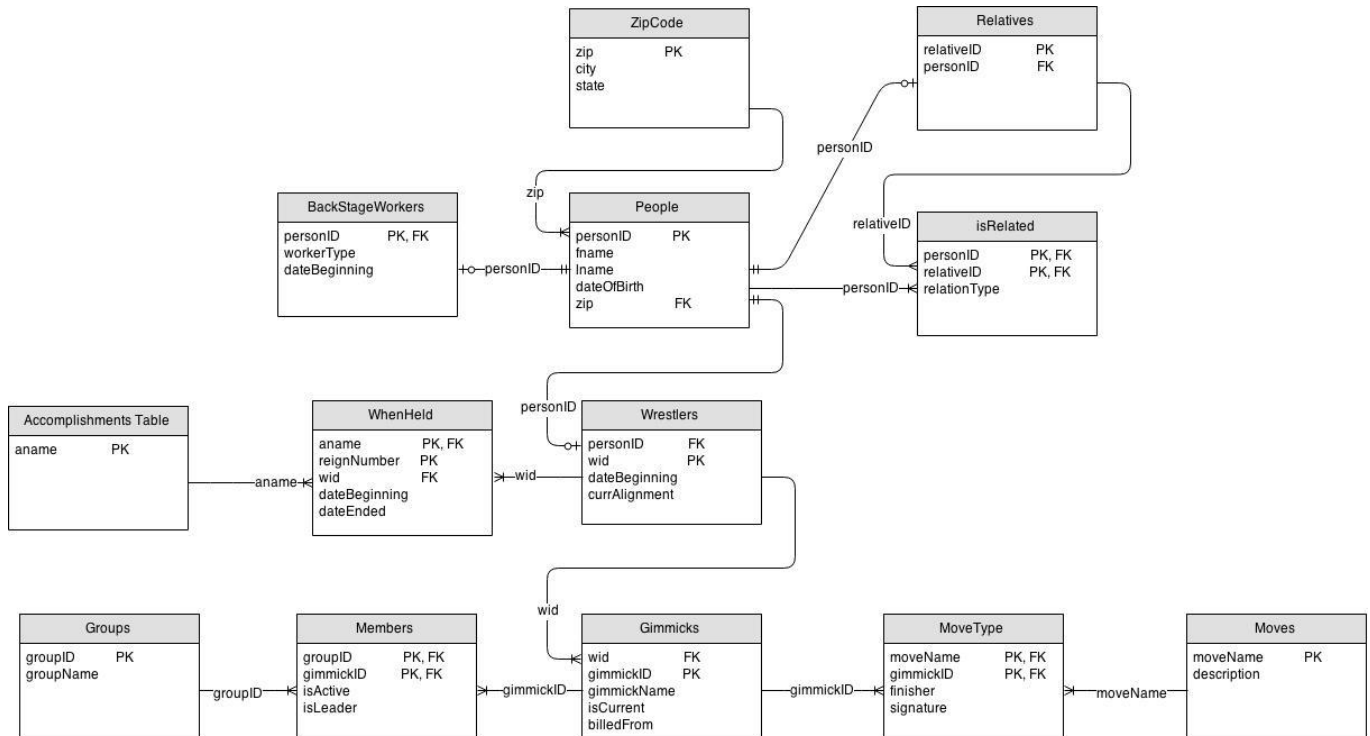 ZipCode
zip PK
city
state
Relatives
relativeID PK
personID FK
personID
zip
BackStageWorkers
personID PK, FK
workerType
dateBeginning
personID
People
personID PK
fname
lname
dateOfBirth
zip FK
relativeID
isRelated
personID PK, FK
relativeID PK, FK
relationType
personID
Accomplishments Table
aname PK
aname
WhenHeld
aname PK, FK
reignNumber PK
wid FK
dateBeginning
dateEnded
wid
personID
Wrestlers
personID FK
wid PK
dateBeginning
currAlignment
wid
Groups
groupID PK
groupName
groupID
Members
groupID PK, FK
gimmickID PK, FK
isActive
isLeader
gimmickID
Gimmicks
wid FK
gimmickID PK
gimmickName
isCurrent
billedFrom
gimmickID
MoveType
moveName PK, FK
gimmickID PK, FK
finisher
signature
moveName
Moves
moveName PK
description